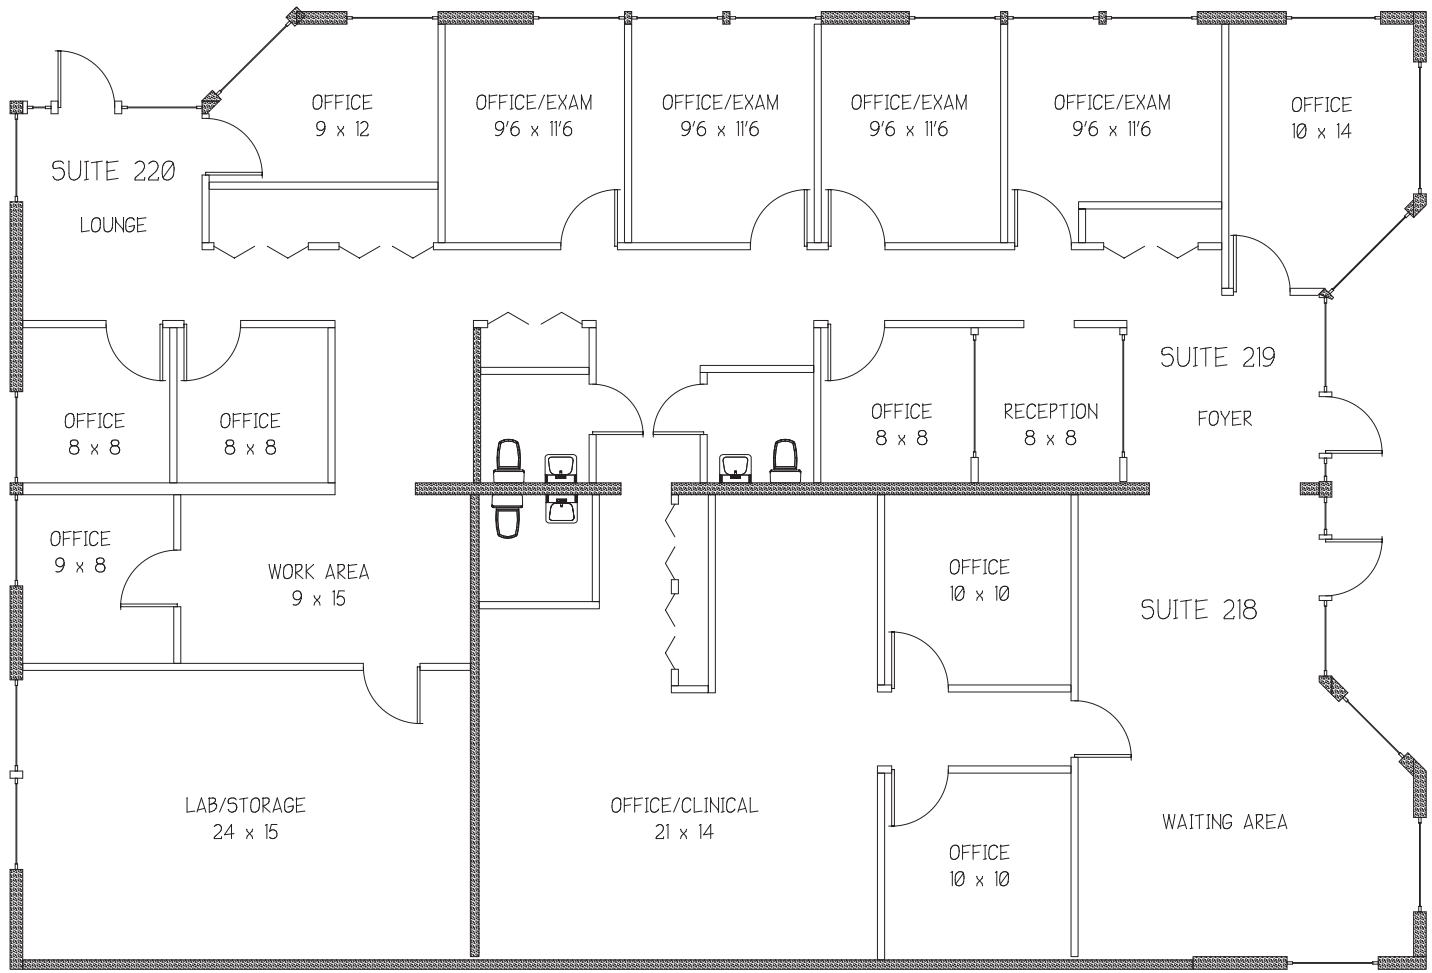 OFFICE
9 x 12
OFFICE/EXAM
9'6 x 11'6
OFFICE/EXAM
9'6 x 11'6
OFFICE/EXAM
9'6 x 11'6
OFFICE/EXAM
9'6 x 11'6
OFFICE
10 x 14
SUITE 220
LOUNGE
SUITE 219
FOYER
OFFICE
8 x 8
OFFICE
8 x 8
OFFICE
8 x 8
RECEPTION
8 x 8
OFFICE
9 x 8
WORK AREA
9 x 15
OFFICE
10 x 10
SUITE 218
LAB/STORAGE
24 x 15
OFFICE/CLINICAL
21 x 14
WAITING AREA
OFFICE
10 x 10